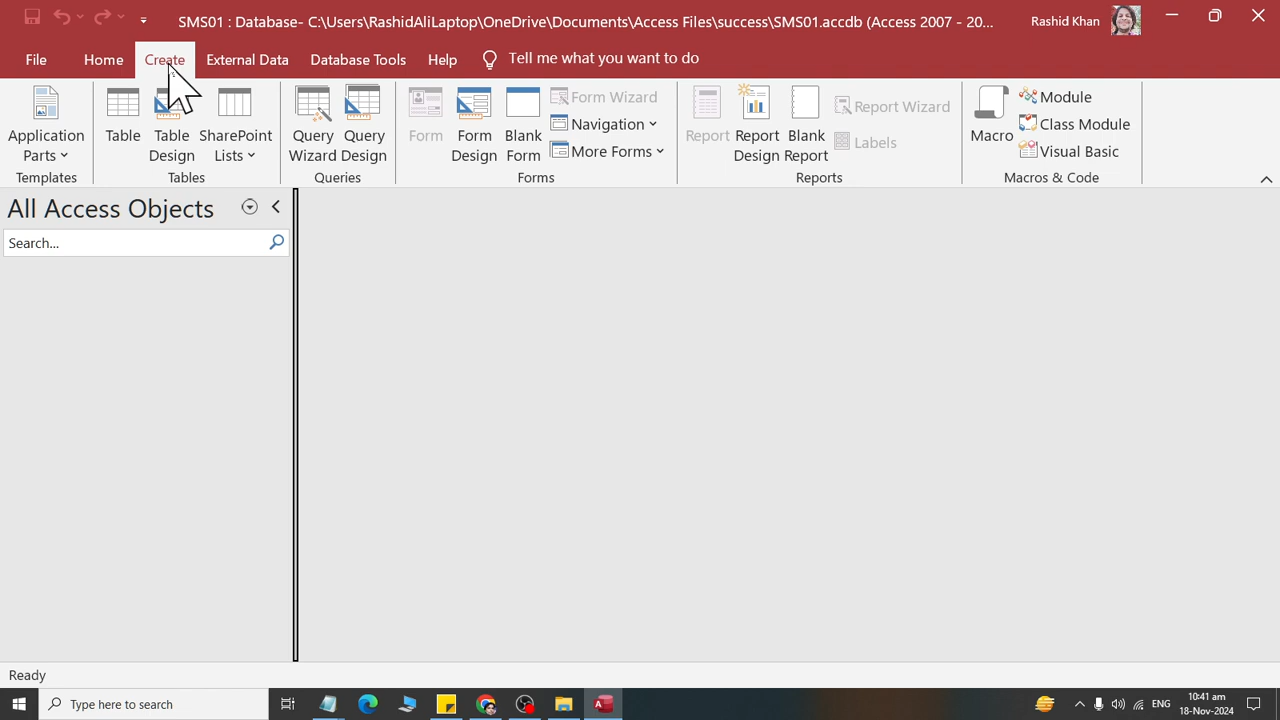 SMS01 : Database- C:\Users\RashidAliLaptop\OneDrive\Documents\Access Files\success\SMS01.accdb (Access 2007 - 20...
Rashid Khan
File Home Create External Data Database Tools Help Tell me what you want to do
Application Parts
Templates
Table
Table Design
SharePoint Lists
Tables
Query Wizard
Query Design
Queries
Form
Form Design
Blank Form
Form Wizard
Navigation
More Forms
Forms
Report
Report Design
Blank Report
Report Wizard
Labels
Reports
Macro
Module
Class Module
Visual Basic
Macros & Code
All Access Objects
Search...
Ready
Type here to search
ENG
10:41 am
18-Nov-2024